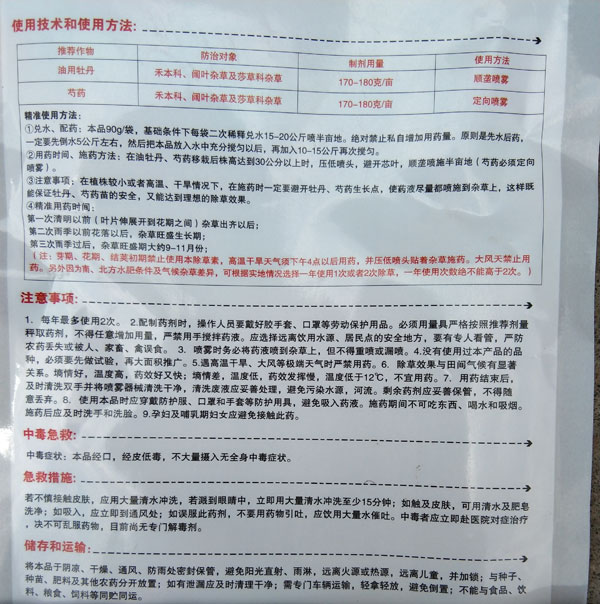 使用技术和使用方法:
推荐作物 防治对象 制剂用量 使用方法
油用牡丹 禾本科、阔叶杂草及莎草科杂草 170-180克/亩 顺垄喷雾
芍药 禾本科、阔叶杂草及莎草科杂草 170-180克/亩 定向喷雾
精准使用方法:
①兑水、配药：本品90g/袋，基础条件下每袋二次稀释兑水15-20公斤喷半亩地。绝对禁止私自增加用药量。原则是先水后药，
一定要先倒水5公斤左右，然后把本品放入水中充分搅匀以后，再加入10-15公斤再次搅匀。
②用药时间、施药方法：在油牡丹、芍药移栽后株高达到30公分以上时，压低喷头，避开芯叶，顺垄喷施半亩地（芍药必须定向
喷雾）。
③注意事项：在植株较小或者高温、干旱情况下，在施药时一定要避开牡丹、芍药生长点，使药液尽量都喷施到杂草上，这样既
能保证牡丹、芍药苗的安全，又能达到理想的除草效果。
④精准用药时间：
第一次清明以前（叶片伸展开到花期之间）杂草出齐以后；
第二次雨季以前花落以后，杂草旺盛生长期；
第三次雨季过后，杂草旺盛期大约9-11月份；
（注：芽期、花期、结荚初期禁止使用本除草素，高温干旱天气须下午4点以后用药，并压低喷头贴着杂草施药。大风天禁止用
药。另外因为南、北方水肥条件及气候杂草差异，可根据实地情况选择一年使用1次或者2次除草，一年使用次数绝不能高于2次。）
注意事项:
1. 每年最多使用2次。 2.配制药剂时，操作人员要戴好胶手套、口罩等劳动保护用品。必须用量具严格按照推荐剂量
秤取药剂，不得任意增加用量，严禁用手搅拌药液。应选择远离饮用水源、居民点的安全地方，要有专人看管，严防
农药丢失或被人、家畜、禽误食。 3. 喷雾时务必将药液喷到杂草上，但不得重喷或漏喷。4.没有使用过本产品的品
种，必须要先做试验，再大面积推广。5.遇高温干旱、大风等极端天气时严禁用药。6. 除草效果与田间气候有显著
关系。墒情好，温度高，药效好又快；墒情差，温度低，药效发挥慢，温度低于12℃，不宜用药。7. 用药结束后，
及时清洗双手并将喷雾器械清洗干净，清洗废液应妥善处理，避免污染水源，河流。剩余药剂应妥善保管，不得随
意丢弃。8. 使用本品时应穿戴防护服、口罩和手套等防护用具，避免吸入药液。施药期间不可吃东西、喝水和吸烟。
施药后应及时洗手和洗脸。9.孕妇及哺乳期妇女应避免接触此药。
中毒急救:
中毒症状：本品经口，经皮低毒，不大量摄入无全身中毒症状。
急救措施:
若不慎接触皮肤，应用大量清水冲洗，若溅到眼睛中，立即用大量清水冲洗至少15分钟；如触及皮肤，可用清水及肥皂
洗净；如吸入，应立即到通风处；如误服此药剂，不要用药物引吐，应饮用大量水催吐。中毒者应立即赴医院对症治疗
，决不可乱服药物，目前尚无专门解毒剂。
储存和运输:
将本品于阴凉、干燥、通风、防雨处密封保管，避免阳光直射、雨淋，远离火源或热源，远离儿童，并加锁；与种子、
种苗、肥料及其他农药分开放置；如有泄漏应及时清理干净；需专门车辆运输，轻拿轻放，避免倒置；不能与食品、饮
料、粮食、饲料等同贮同运。